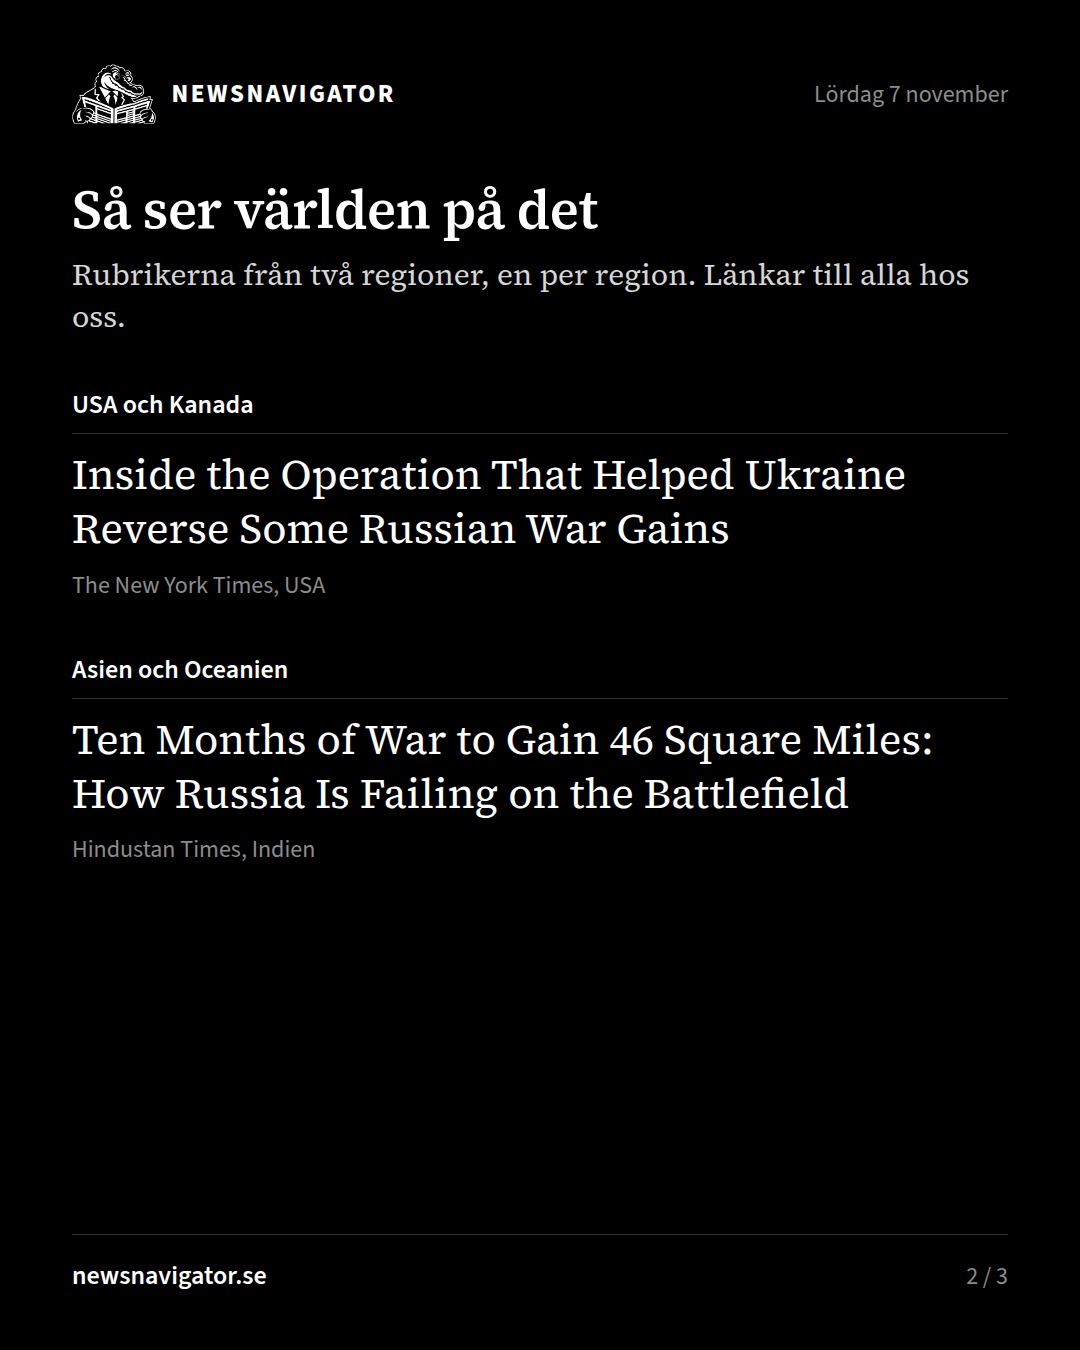 NEWSNAVIGATOR
Lördag 7 november
Så ser världen på det
Rubrikerna från två regioner, en per region. Länkar till alla hos
oss.
USA och Kanada
Inside the Operation That Helped Ukraine
Reverse Some Russian War Gains
The New York Times, USA
Asien och Oceanien
Ten Months of War to Gain 46 Square Miles:
How Russia Is Failing on the Battlefield
Hindustan Times, Indien
newsnavigator.se
2 / 3